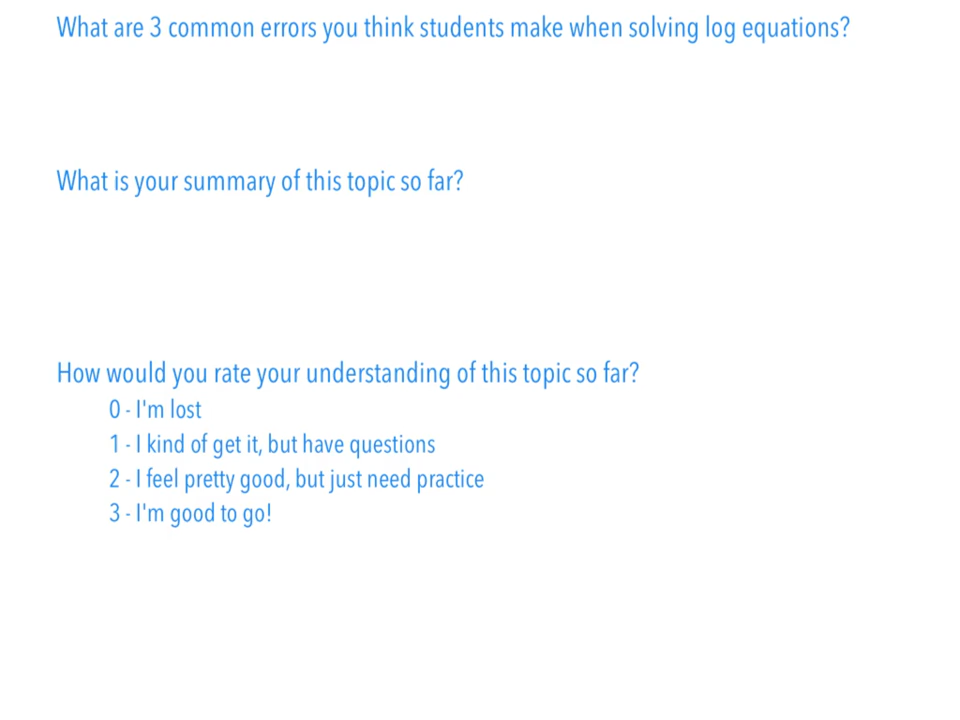 What are 3 common errors you think students make when solving log equations?
What is your summary of this topic so far?
How would you rate your understanding of this topic so far?
0 - I'm lost
1 - I kind of get it, but have questions
2 - I feel pretty good, but just need practice
3 - I'm good to go!